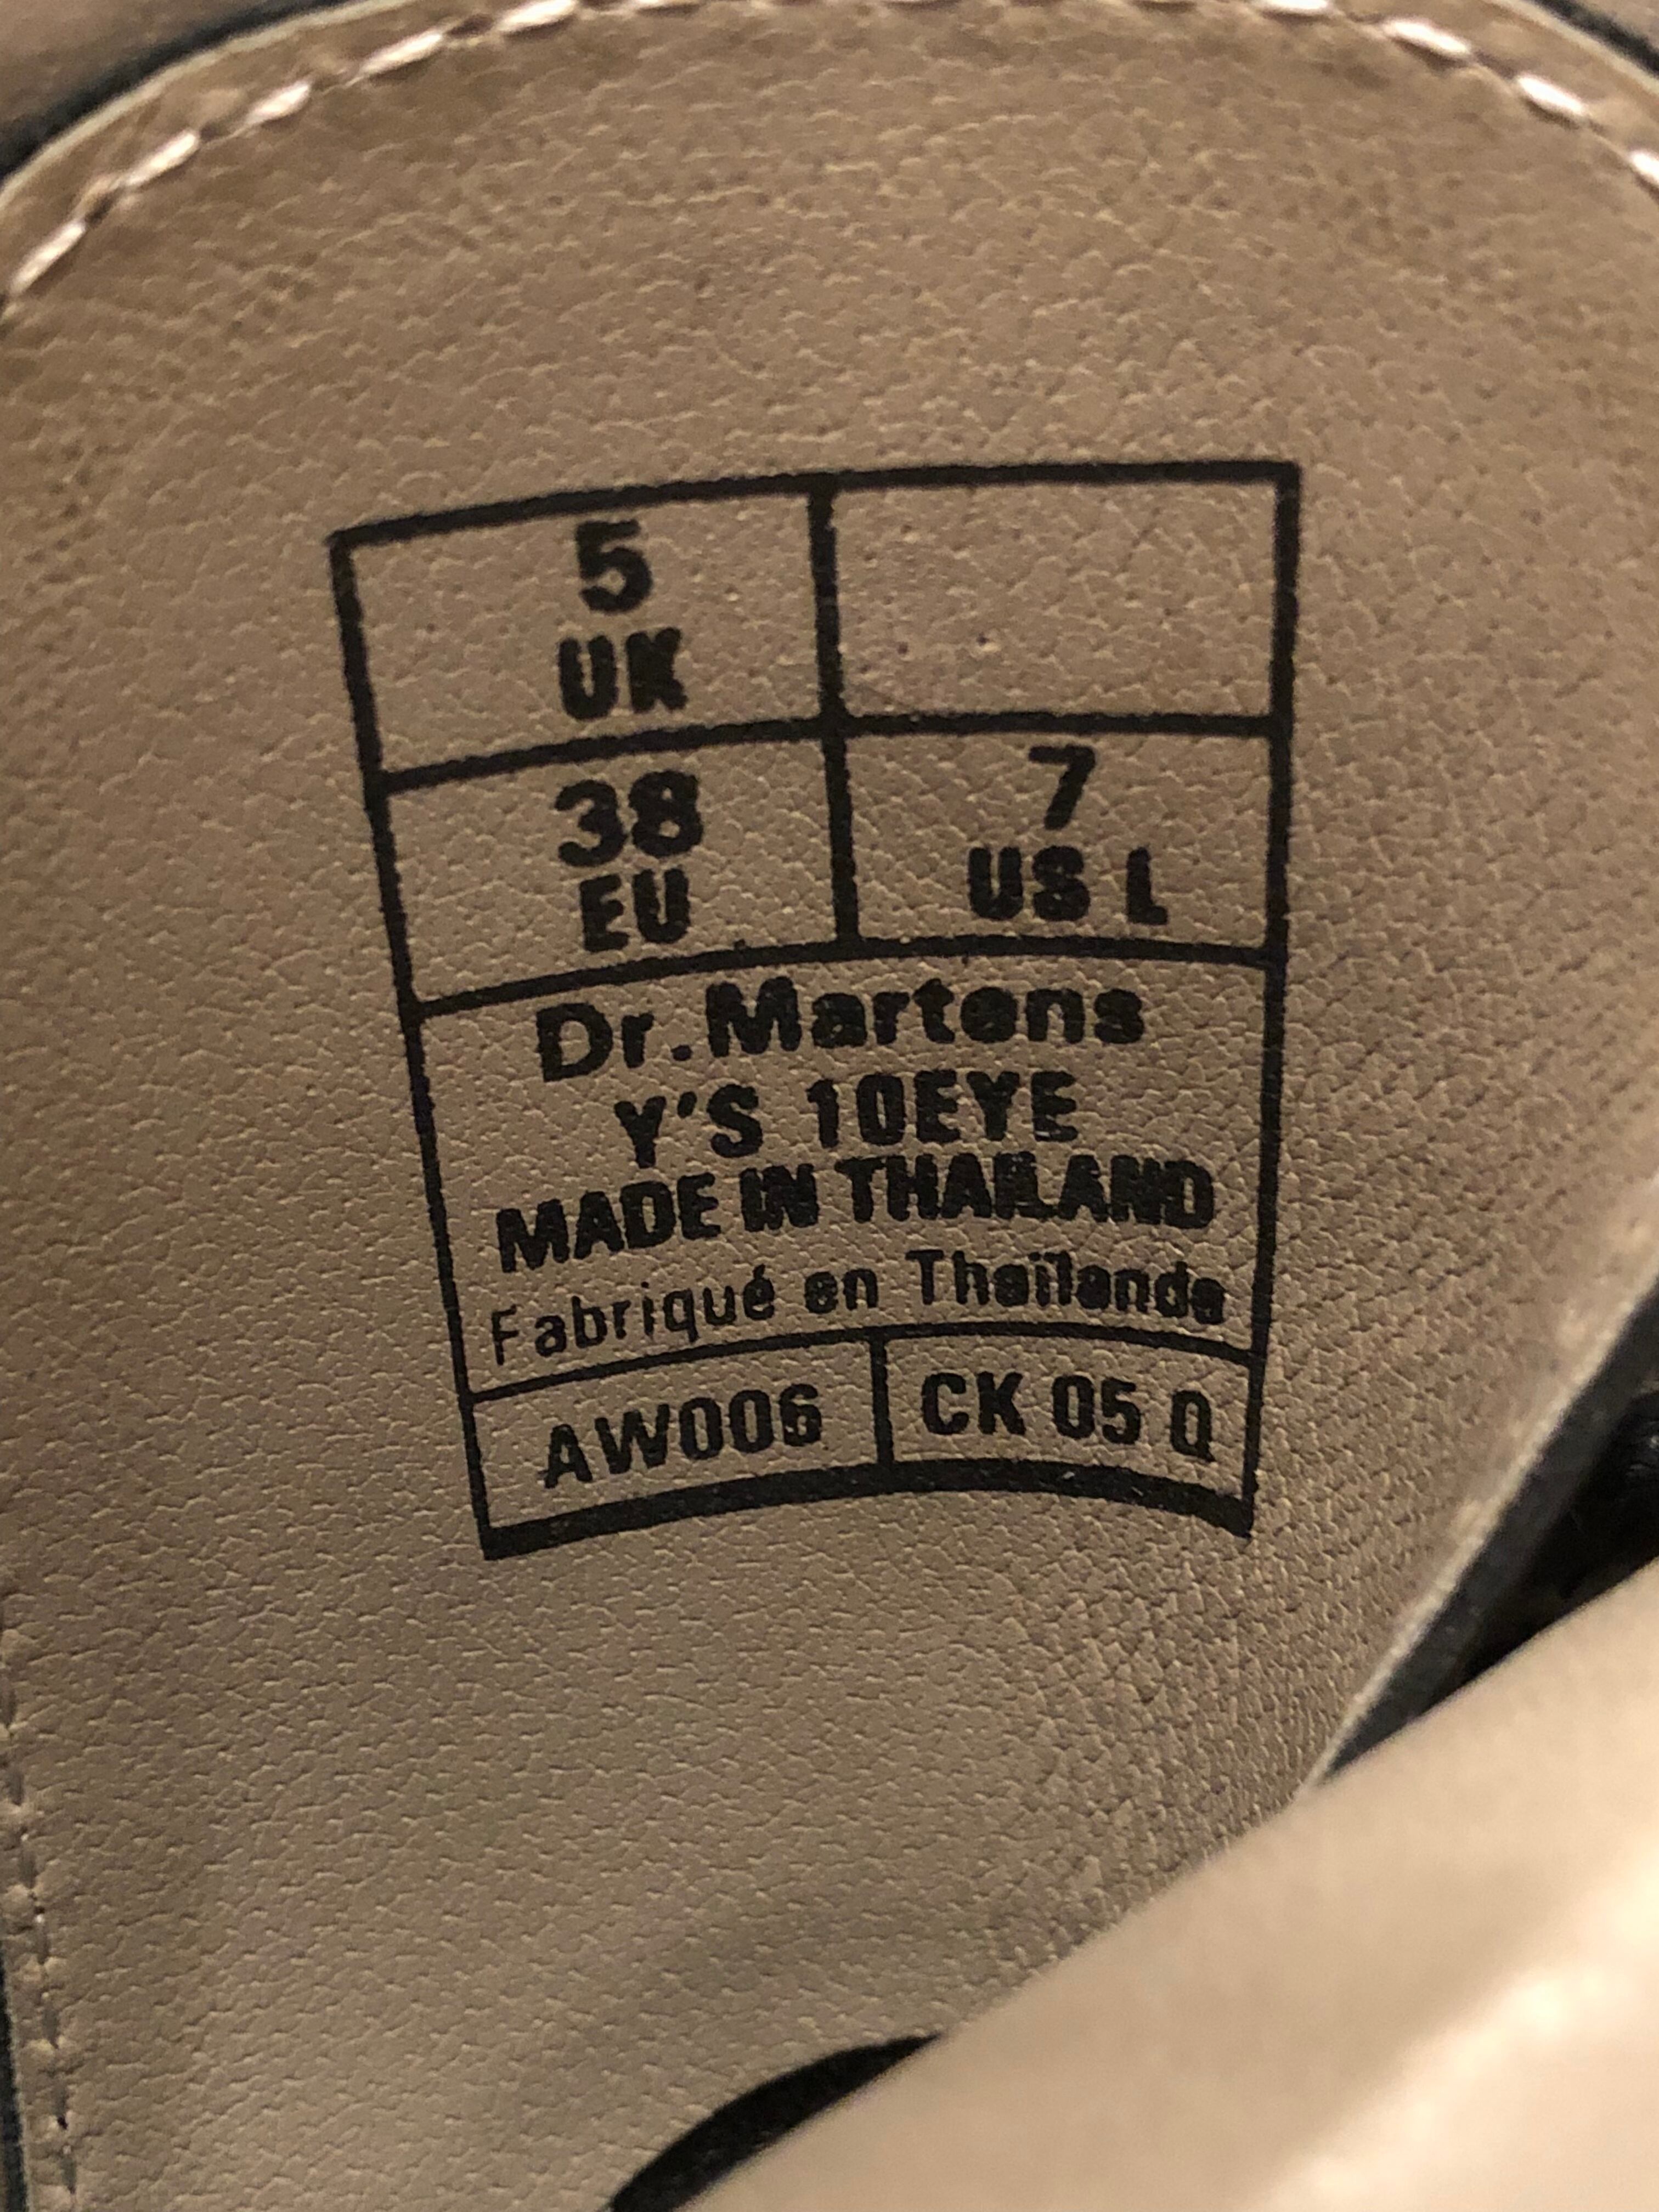 5
UK
38
EU
7
US L
Dr.Martens
Y'S 10EYE
MADE IN THAILAND
Fabriqué en Thaïlande
AW006
CK 05 Q